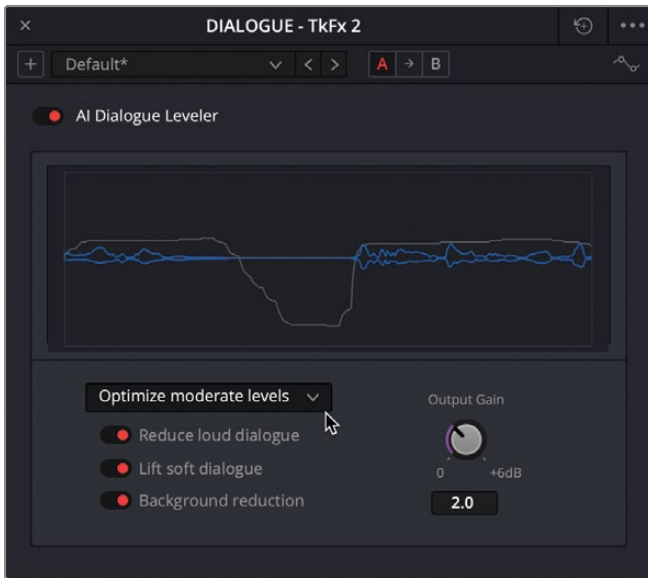 DIALOGUE - TkFx 2
Default*
A
B
AI Dialogue Leveler
Optimize moderate levels
Output Gain
Reduce loud dialogue
Lift soft dialogue
0 +6dB
Background reduction
2.0